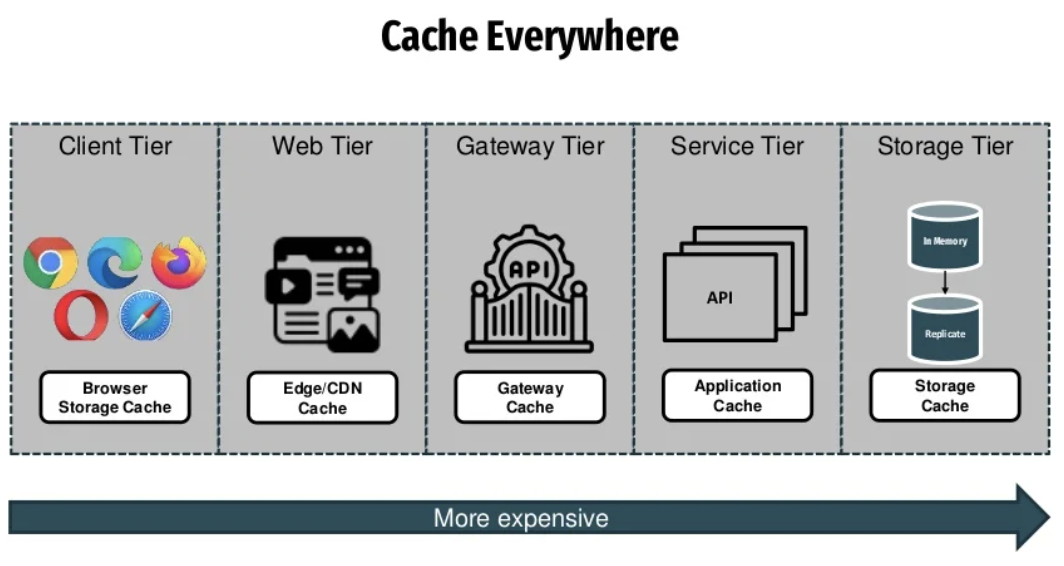 Cache Everywhere
Client Tier
Web Tier
Gateway Tier
Service Tier
Storage Tier
API
API
In Memory
Replicate
Browser
Storage Cache
Edge/CDN
Cache
Gateway
Cache
Application
Cache
Storage
Cache
More expensive